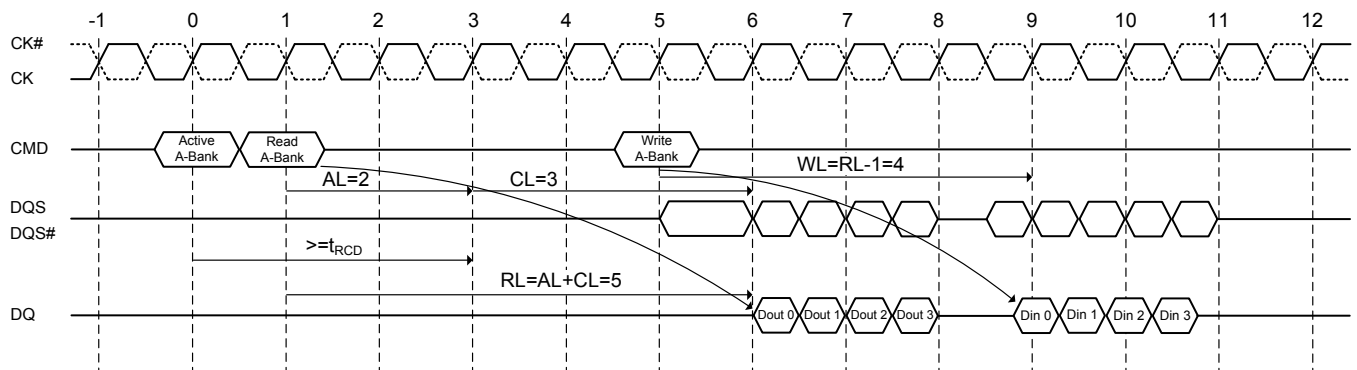 -1 0 1 2 3 4 5 6 7 8 9 10 11 12
CK#
CK
CMD
Active
A-Bank
Read
A-Bank
Write
A-Bank
WL=RL-1=4
AL=2
CL=3
DQS
DQS#
>=tRCD
RL=AL+CL=5
DQ
Dout 0
Dout 1
Dout 2
Dout 3
Din 0
Din 1
Din 2
Din 3